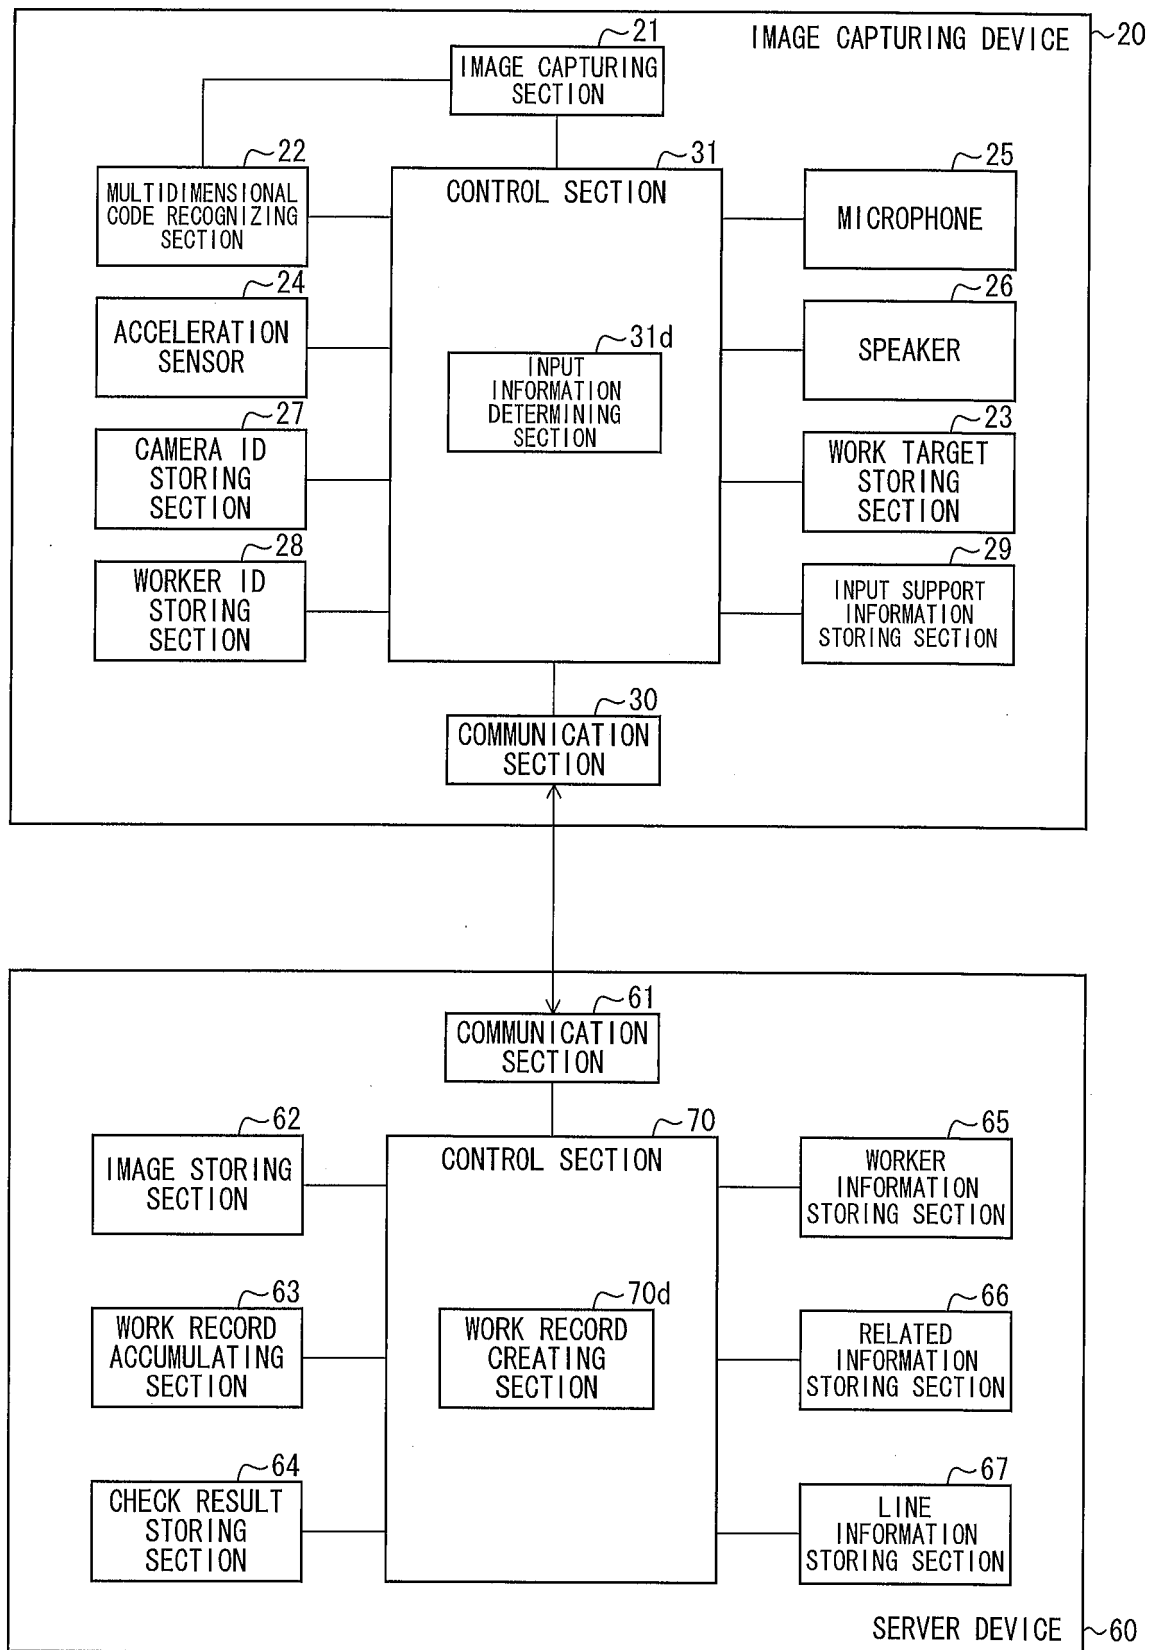 IMAGE CAPTURING DEVICE
20
21
IMAGE CAPTURING
SECTION
22
MULTIDIMENSIONAL
CODE RECOGNIZING
SECTION
31
CONTROL SECTION
25
MICROPHONE
24
ACCELERATION
SENSOR
31d
INPUT
INFORMATION
DETERMINING
SECTION
26
SPEAKER
27
CAMERA ID
STORING
SECTION
23
WORK TARGET
STORING
SECTION
28
WORKER ID
STORING
SECTION
29
INPUT SUPPORT
INFORMATION
STORING SECTION
30
COMMUNICATION
SECTION
61
COMMUNICATION
SECTION
62
IMAGE STORING
SECTION
70
CONTROL SECTION
65
WORKER
INFORMATION
STORING SECTION
63
WORK RECORD
ACCUMULATING
SECTION
70d
WORK RECORD
CREATING
SECTION
66
RELATED
INFORMATION
STORING SECTION
64
CHECK RESULT
STORING
SECTION
67
LINE
INFORMATION
STORING SECTION
SERVER DEVICE
60